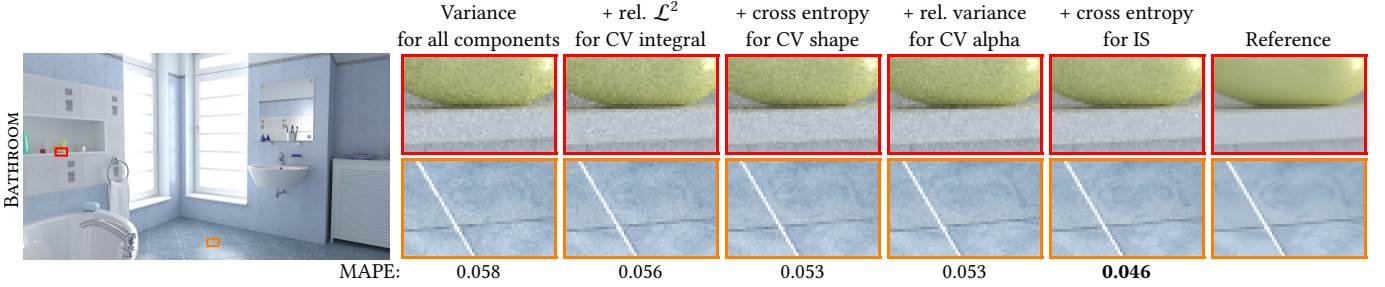 Variance
for all components
+ rel. ℒ²
for CV integral
+ cross entropy
for CV shape
+ rel. variance
for CV alpha
+ cross entropy
for IS
Reference
BATHROOM
MAPE: 0.058 0.056 0.053 0.053 0.046